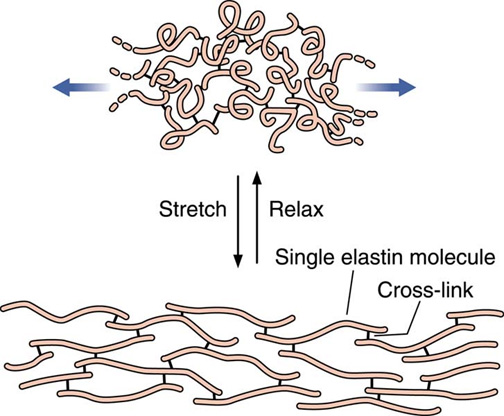 Stretch
Relax
Single elastin molecule
Cross-link